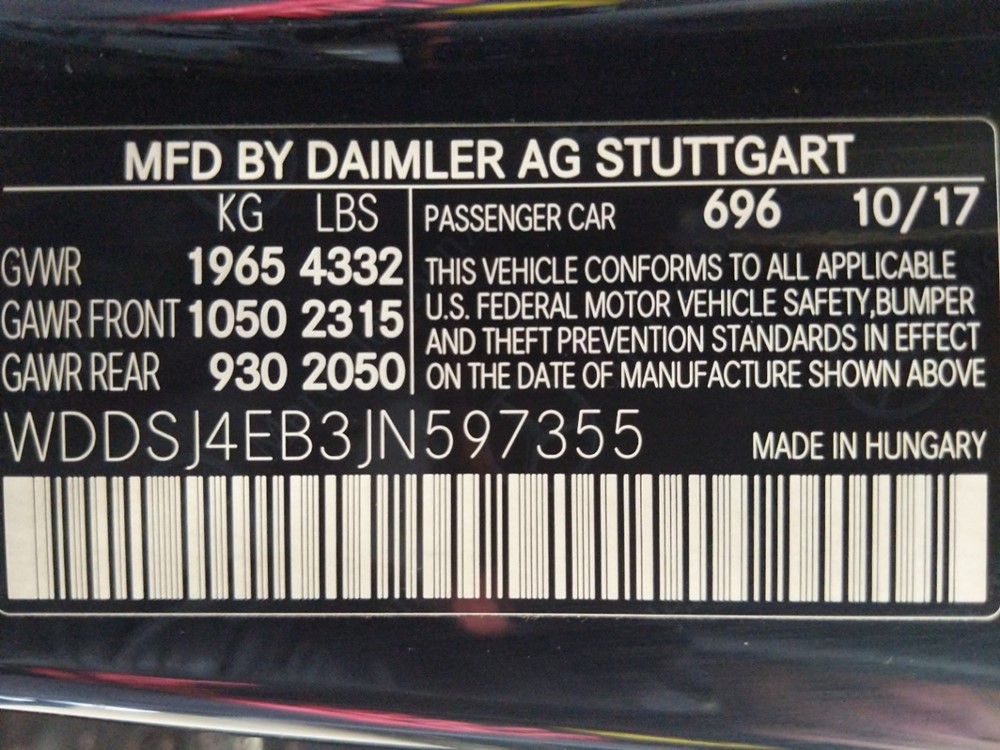 MFD BY DAIMLER AG STUTTGART
KG LBS
GVWR 1965 4332
GAWR FRONT 1050 2315
GAWR REAR 930 2050
PASSENGER CAR 696 10/17
THIS VEHICLE CONFORMS TO ALL APPLICABLE
U.S. FEDERAL MOTOR VEHICLE SAFETY,BUMPER
AND THEFT PREVENTION STANDARDS IN EFFECT
ON THE DATE OF MANUFACTURE SHOWN ABOVE
WDDSJ4EB3JN597355
MADE IN HUNGARY